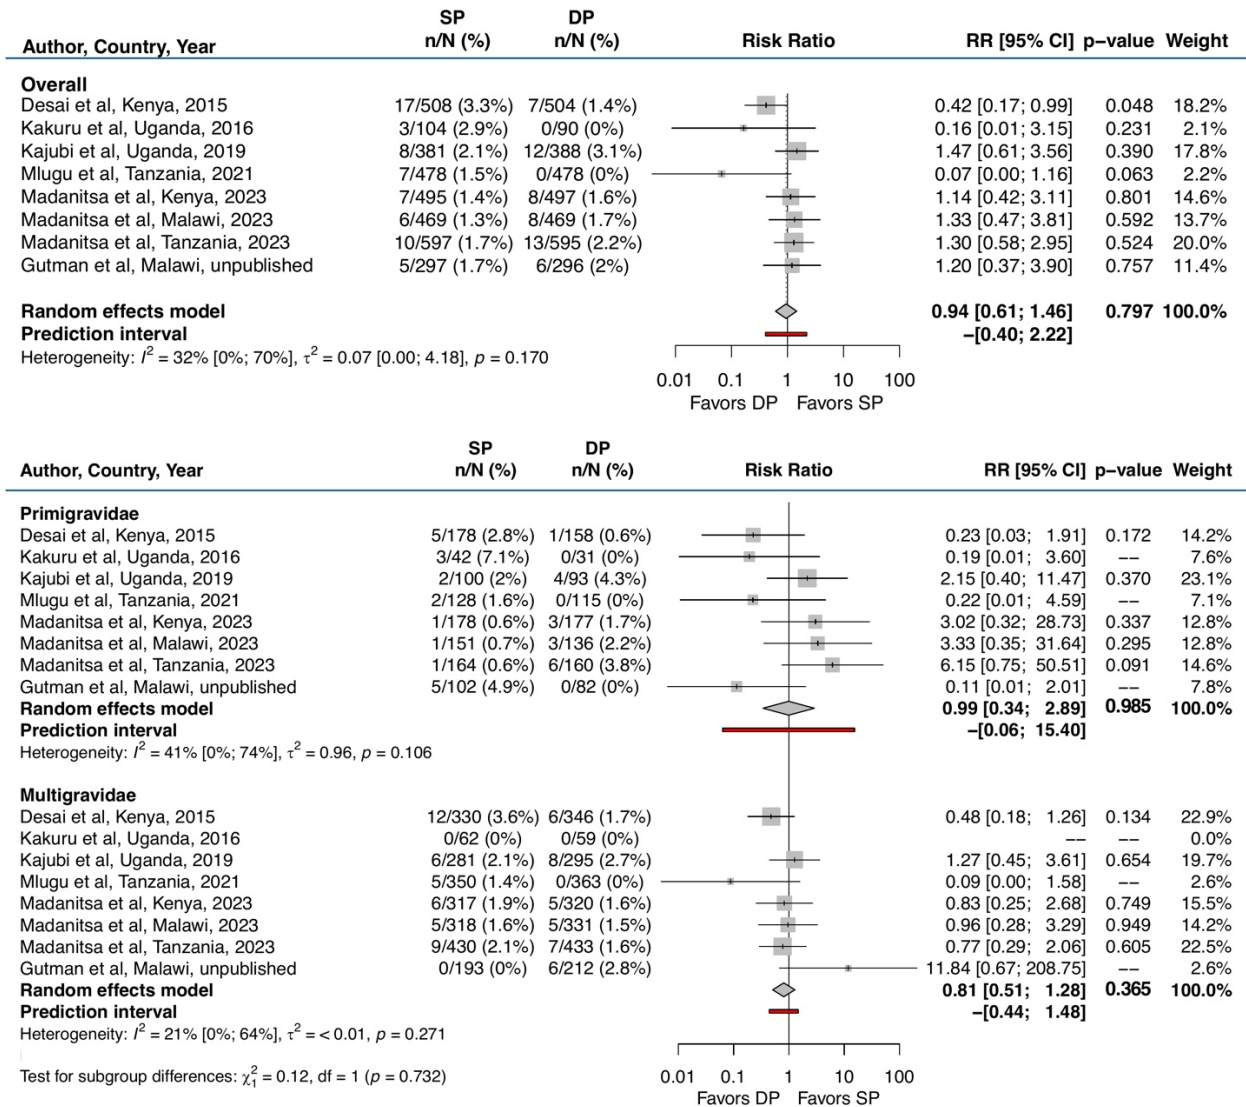 SP DP
Author, Country, Year n/N (%) n/N (%) Risk Ratio RR [95% CI] p−value Weight
Overall
Desai et al, Kenya, 2015 17/508 (3.3%) 7/504 (1.4%) 0.42 [0.17; 0.99] 0.048 18.2%
Kakuru et al, Uganda, 2016 3/104 (2.9%) 0/90 (0%) 0.16 [0.01; 3.15] 0.231 2.1%
Kajubi et al, Uganda, 2019 8/381 (2.1%) 12/388 (3.1%) 1.47 [0.61; 3.56] 0.390 17.8%
Mlugu et al, Tanzania, 2021 7/478 (1.5%) 0/478 (0%) 0.07 [0.00; 1.16] 0.063 2.2%
Madanitsa et al, Kenya, 2023 7/495 (1.4%) 8/497 (1.6%) 1.14 [0.42; 3.11] 0.801 14.6%
Madanitsa et al, Malawi, 2023 6/469 (1.3%) 8/469 (1.7%) 1.33 [0.47; 3.81] 0.592 13.7%
Madanitsa et al, Tanzania, 2023 10/597 (1.7%) 13/595 (2.2%) 1.30 [0.58; 2.95] 0.524 20.0%
Gutman et al, Malawi, unpublished 5/297 (1.7%) 6/296 (2%) 1.20 [0.37; 3.90] 0.757 11.4%
Random effects model 0.94 [0.61; 1.46] 0.797 100.0%
Prediction interval −[0.40; 2.22]
Heterogeneity: I² = 32% [0%; 70%], τ² = 0.07 [0.00; 4.18], p = 0.170
0.01 0.1 1 10 100
Favors DP Favors SP
SP DP
Author, Country, Year n/N (%) n/N (%) Risk Ratio RR [95% CI] p−value Weight
Primigravidae
Desai et al, Kenya, 2015 5/178 (2.8%) 1/158 (0.6%) 0.23 [0.03; 1.91] 0.172 14.2%
Kakuru et al, Uganda, 2016 3/42 (7.1%) 0/31 (0%) 0.19 [0.01; 3.60] −− 7.6%
Kajubi et al, Uganda, 2019 2/100 (2%) 4/93 (4.3%) 2.15 [0.40; 11.47] 0.370 23.1%
Mlugu et al, Tanzania, 2021 2/128 (1.6%) 0/115 (0%) 0.22 [0.01; 4.59] −− 7.1%
Madanitsa et al, Kenya, 2023 1/178 (0.6%) 3/177 (1.7%) 3.02 [0.32; 28.73] 0.337 12.8%
Madanitsa et al, Malawi, 2023 1/151 (0.7%) 3/136 (2.2%) 3.33 [0.35; 31.64] 0.295 12.8%
Madanitsa et al, Tanzania, 2023 1/164 (0.6%) 6/160 (3.8%) 6.15 [0.75; 50.51] 0.091 14.6%
Gutman et al, Malawi, unpublished 5/102 (4.9%) 0/82 (0%) 0.11 [0.01; 2.01] −− 7.8%
Random effects model 0.99 [0.34; 2.89] 0.985 100.0%
Prediction interval −[0.06; 15.40]
Heterogeneity: I² = 41% [0%; 74%], τ² = 0.96, p = 0.106
Multigravidae
Desai et al, Kenya, 2015 12/330 (3.6%) 6/346 (1.7%) 0.48 [0.18; 1.26] 0.134 22.9%
Kakuru et al, Uganda, 2016 0/62 (0%) 0/59 (0%) −− −− 0.0%
Kajubi et al, Uganda, 2019 6/281 (2.1%) 8/295 (2.7%) 1.27 [0.45; 3.61] 0.654 19.7%
Mlugu et al, Tanzania, 2021 5/350 (1.4%) 0/363 (0%) 0.09 [0.00; 1.58] −− 2.6%
Madanitsa et al, Kenya, 2023 6/317 (1.9%) 5/320 (1.6%) 0.83 [0.25; 2.68] 0.749 15.5%
Madanitsa et al, Malawi, 2023 5/318 (1.6%) 5/331 (1.5%) 0.96 [0.28; 3.29] 0.949 14.2%
Madanitsa et al, Tanzania, 2023 9/430 (2.1%) 7/433 (1.6%) 0.77 [0.29; 2.06] 0.605 22.5%
Gutman et al, Malawi, unpublished 0/193 (0%) 6/212 (2.8%) 11.84 [0.67; 208.75] −− 2.6%
Random effects model 0.81 [0.51; 1.28] 0.365 100.0%
Prediction interval −[0.44; 1.48]
Heterogeneity: I² = 21% [0%; 64%], τ² = < 0.01, p = 0.271
Test for subgroup differences: χ²₁ = 0.12, df = 1 (p = 0.732)
0.01 0.1 1 10 100
Favors DP Favors SP